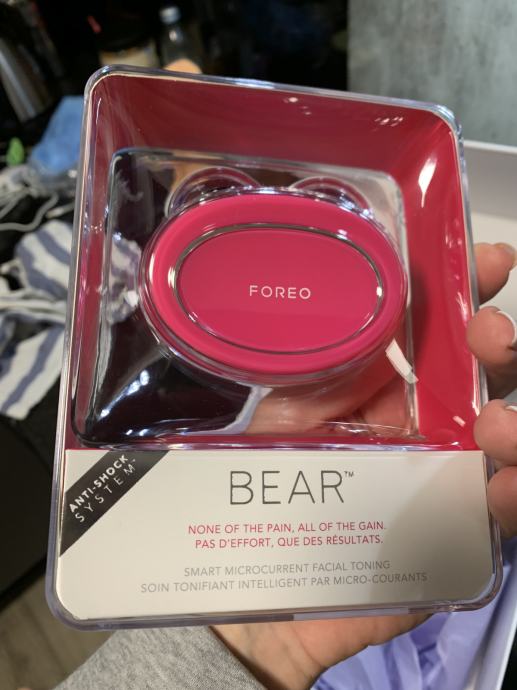 FOREO
ANTI-SHOCK
SYSTEM™
BEAR™
NONE OF THE PAIN, ALL OF THE GAIN.
PAS D'EFFORT, QUE DES RÉSULTATS.
SMART MICROCURRENT FACIAL TONING
SOIN TONIFIANT INTELLIGENT PAR MICRO-COURANTS